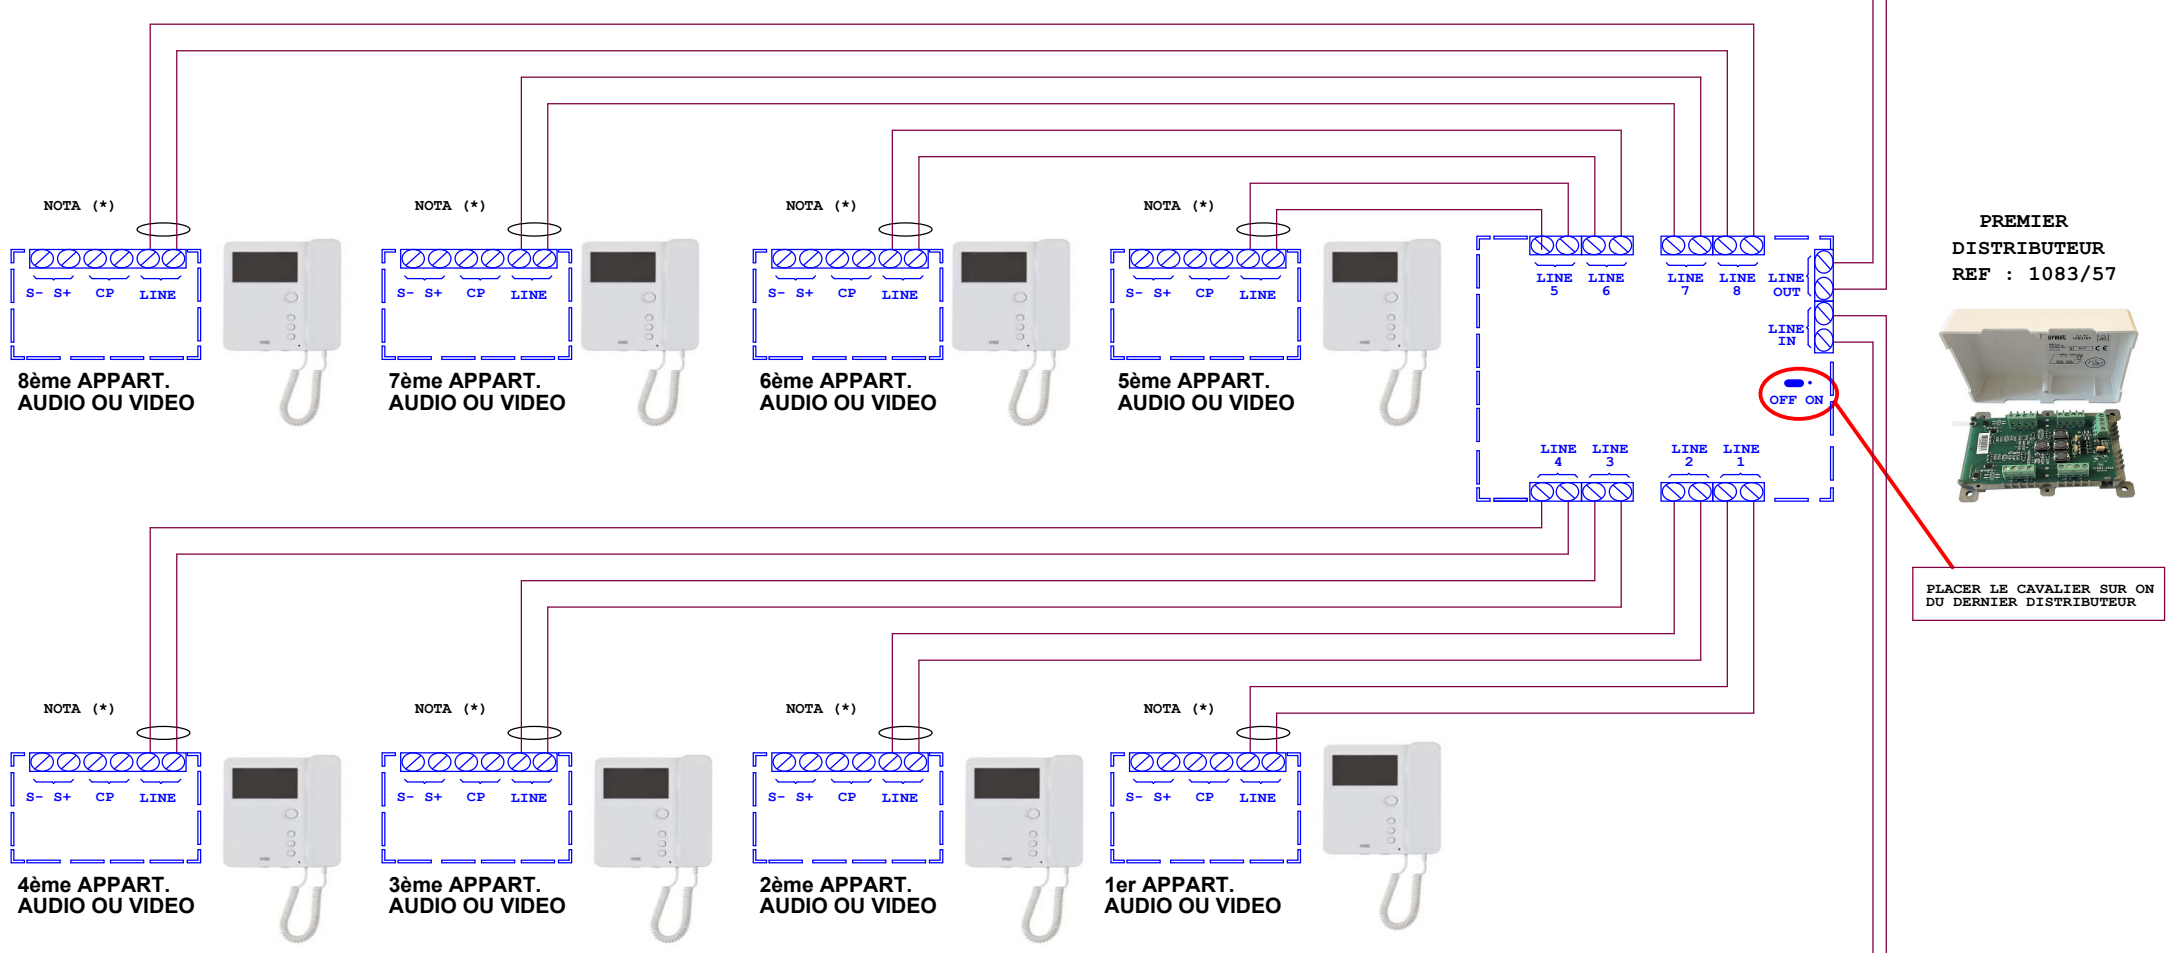 NOTA (*)
NOTA (*)
NOTA (*)
NOTA (*)
S- S+ CP LINE
S- S+ CP LINE
S- S+ CP LINE
S- S+ CP LINE
8ème APPART.
AUDIO OU VIDEO
7ème APPART.
AUDIO OU VIDEO
6ème APPART.
AUDIO OU VIDEO
5ème APPART.
AUDIO OU VIDEO
LINE
5
LINE
6
LINE
7
LINE
8
LINE
OUT
LINE
IN
OFF ON
LINE
4
LINE
3
LINE
2
LINE
1
PREMIER
DISTRIBUTEUR
REF : 1083/57
urmet
PLACER LE CAVALIER SUR ON
DU DERNIER DISTRIBUTEUR
NOTA (*)
NOTA (*)
NOTA (*)
NOTA (*)
S- S+ CP LINE
S- S+ CP LINE
S- S+ CP LINE
S- S+ CP LINE
4ème APPART.
AUDIO OU VIDEO
3ème APPART.
AUDIO OU VIDEO
2ème APPART.
AUDIO OU VIDEO
1er APPART.
AUDIO OU VIDEO